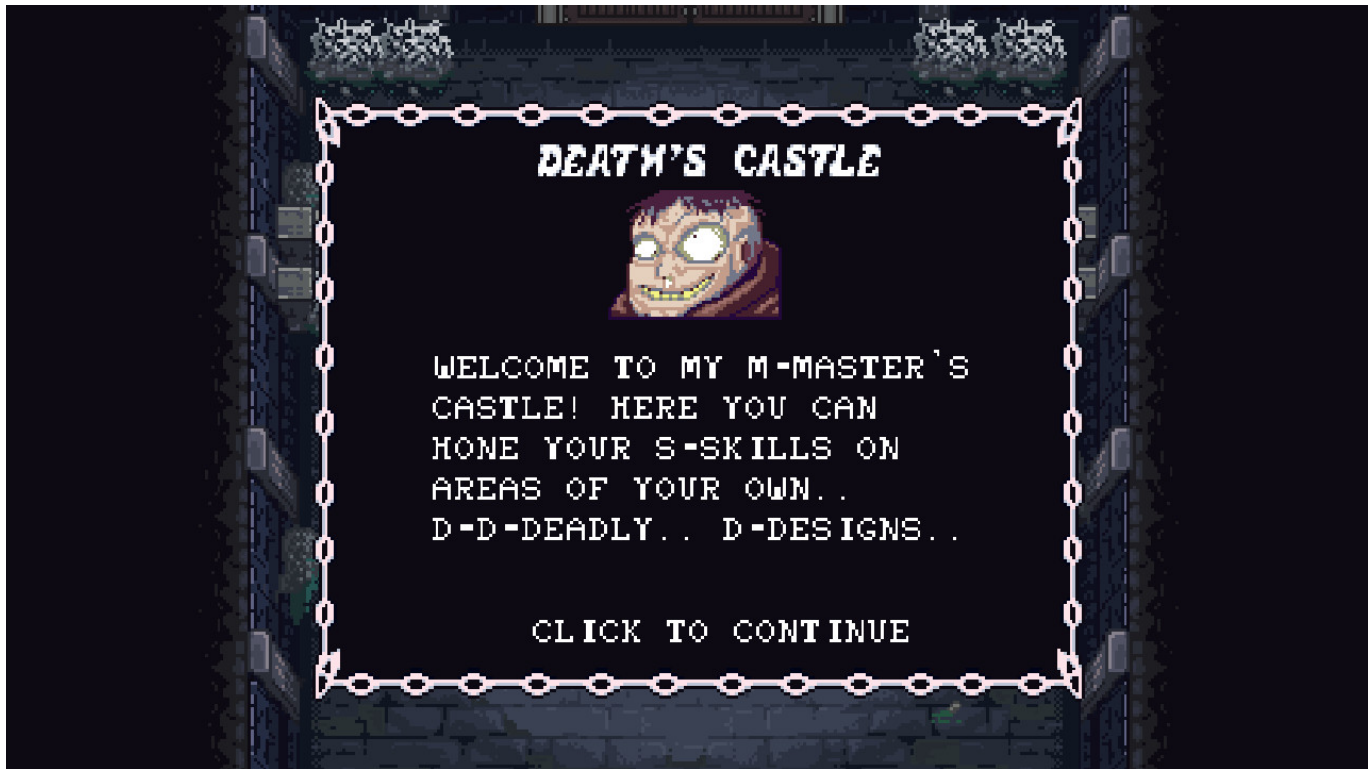 DEATH'S CASTLE
WELCOME TO MY M-MASTER`S
CASTLE! HERE YOU CAN
HONE YOUR S-SKILLS ON
AREAS OF YOUR OWN..
D-D-DEADLY.. D-DESIGNS..
CLICK TO CONTINUE